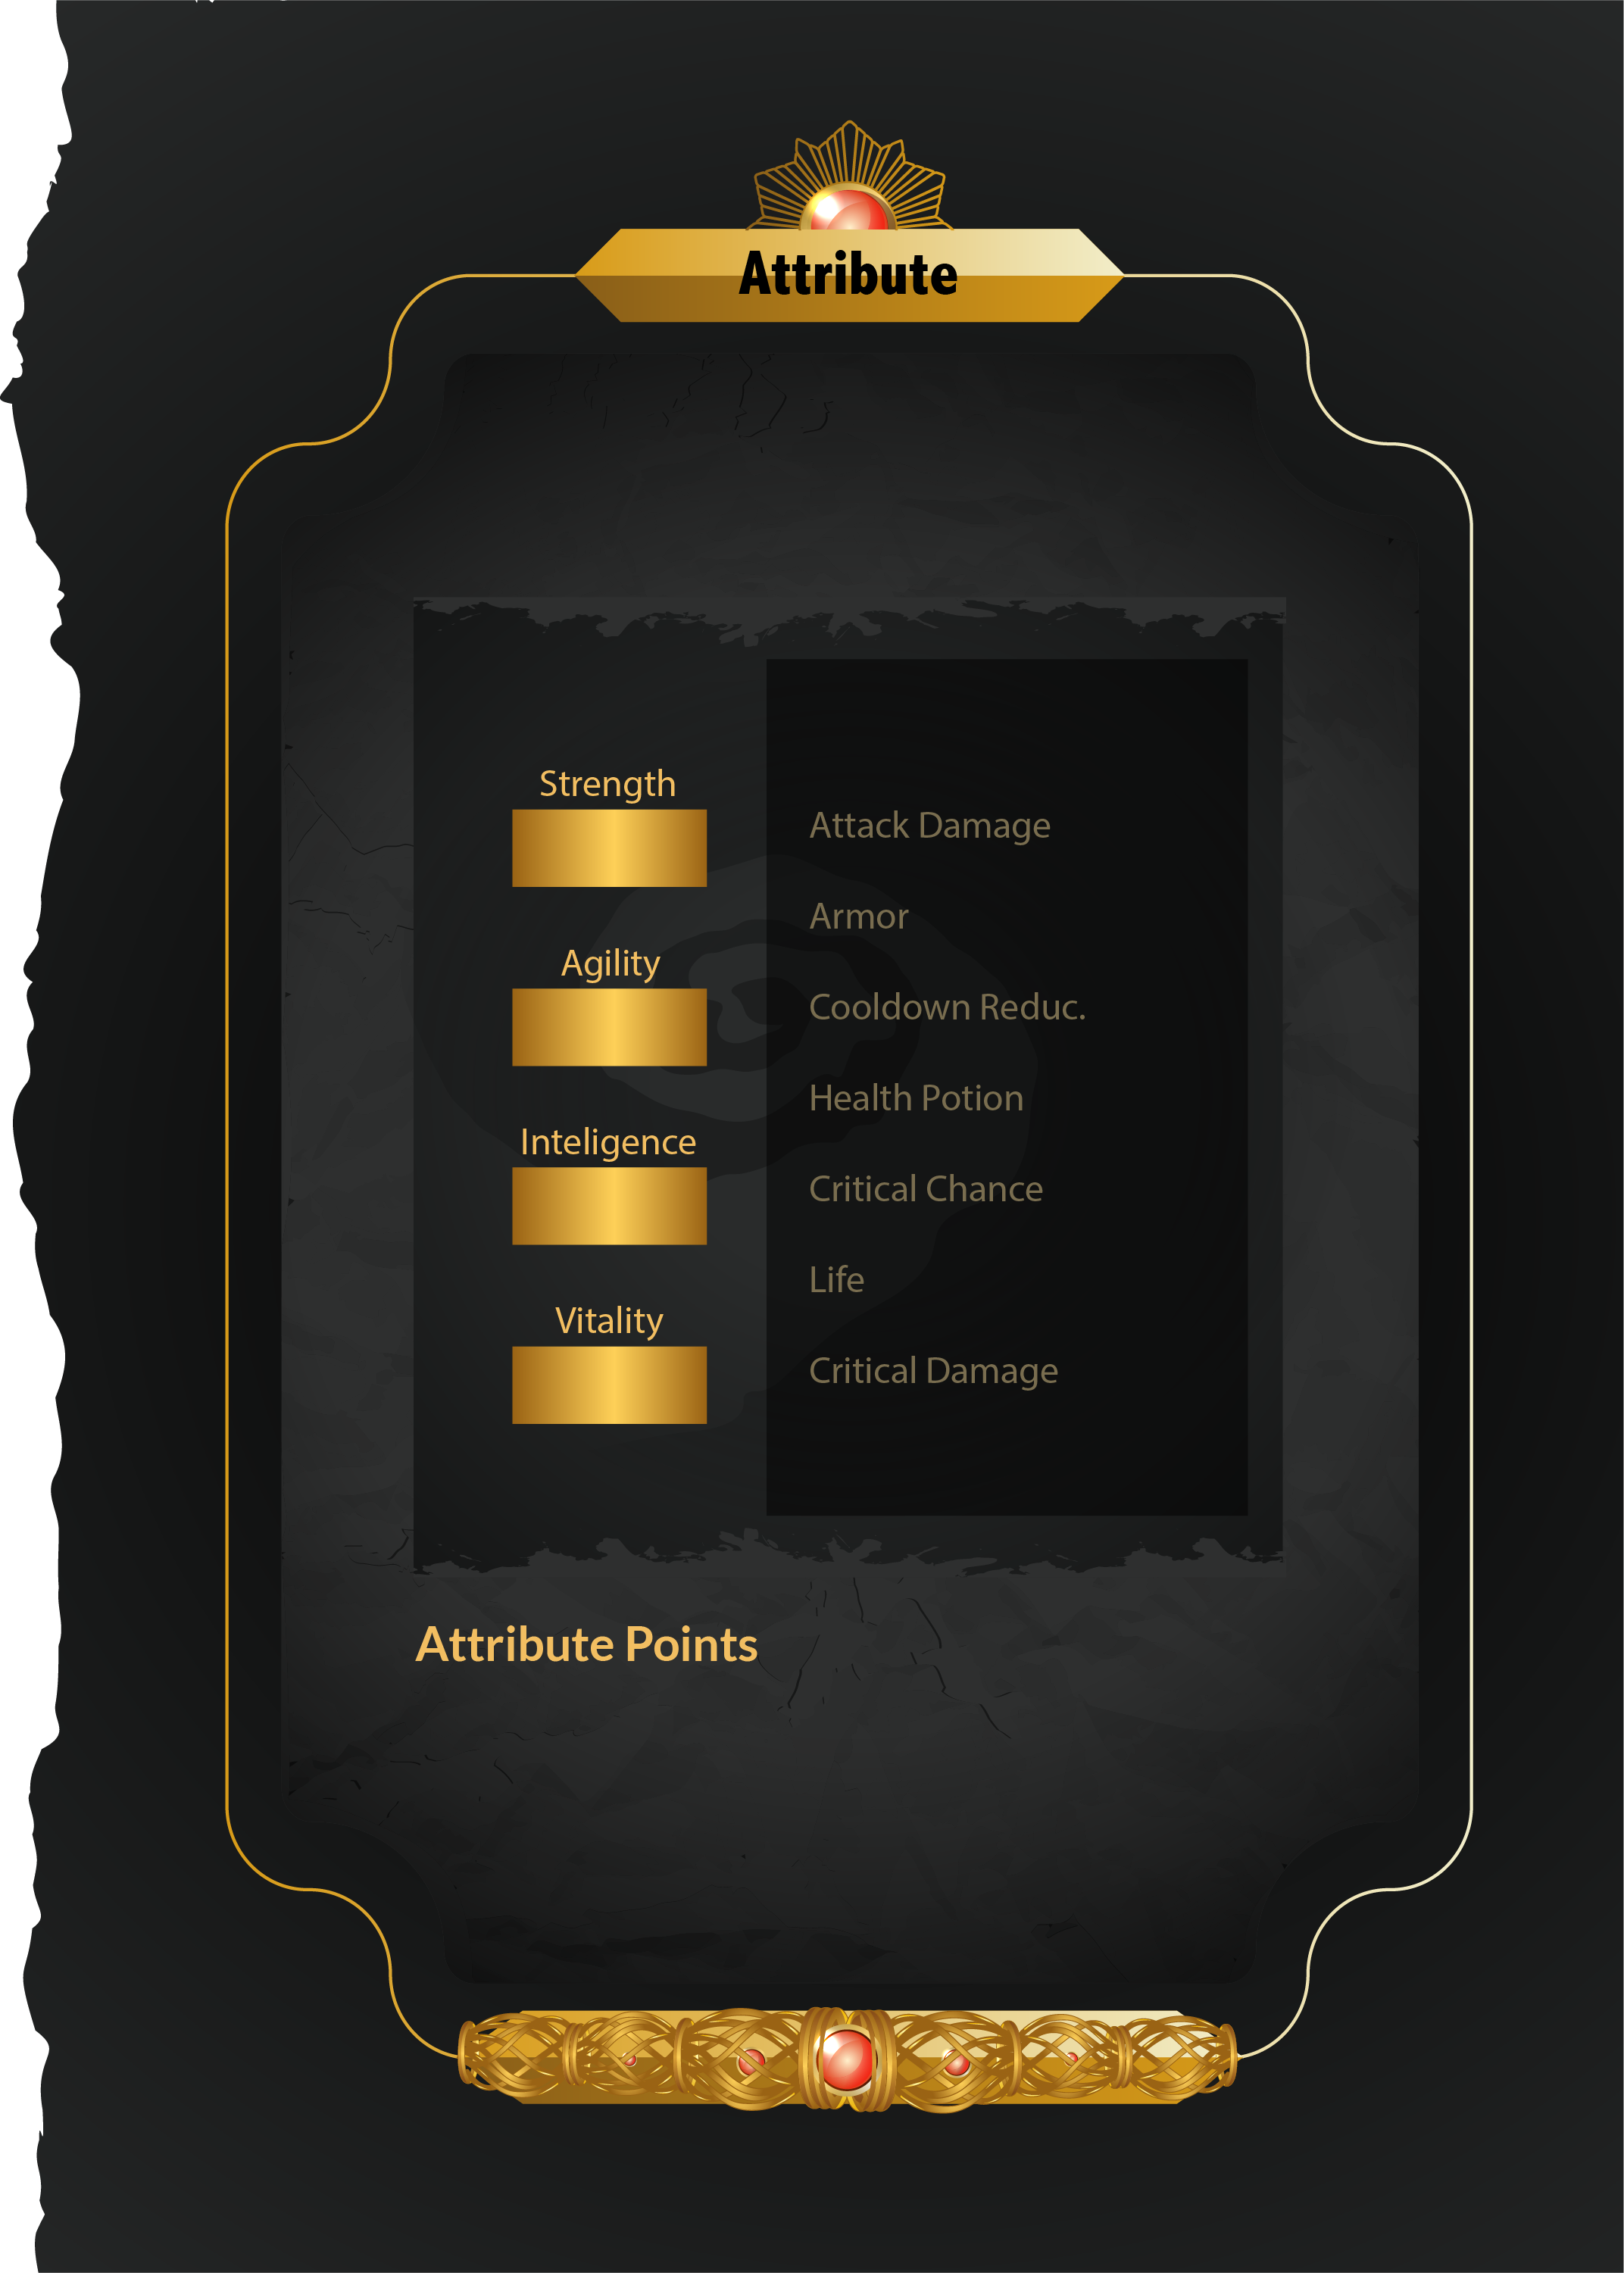 Attribute
Strength
Agility
Inteligence
Vitality
Attack Damage
Armor
Cooldown Reduc.
Health Potion
Critical Chance
Life
Critical Damage
Attribute Points